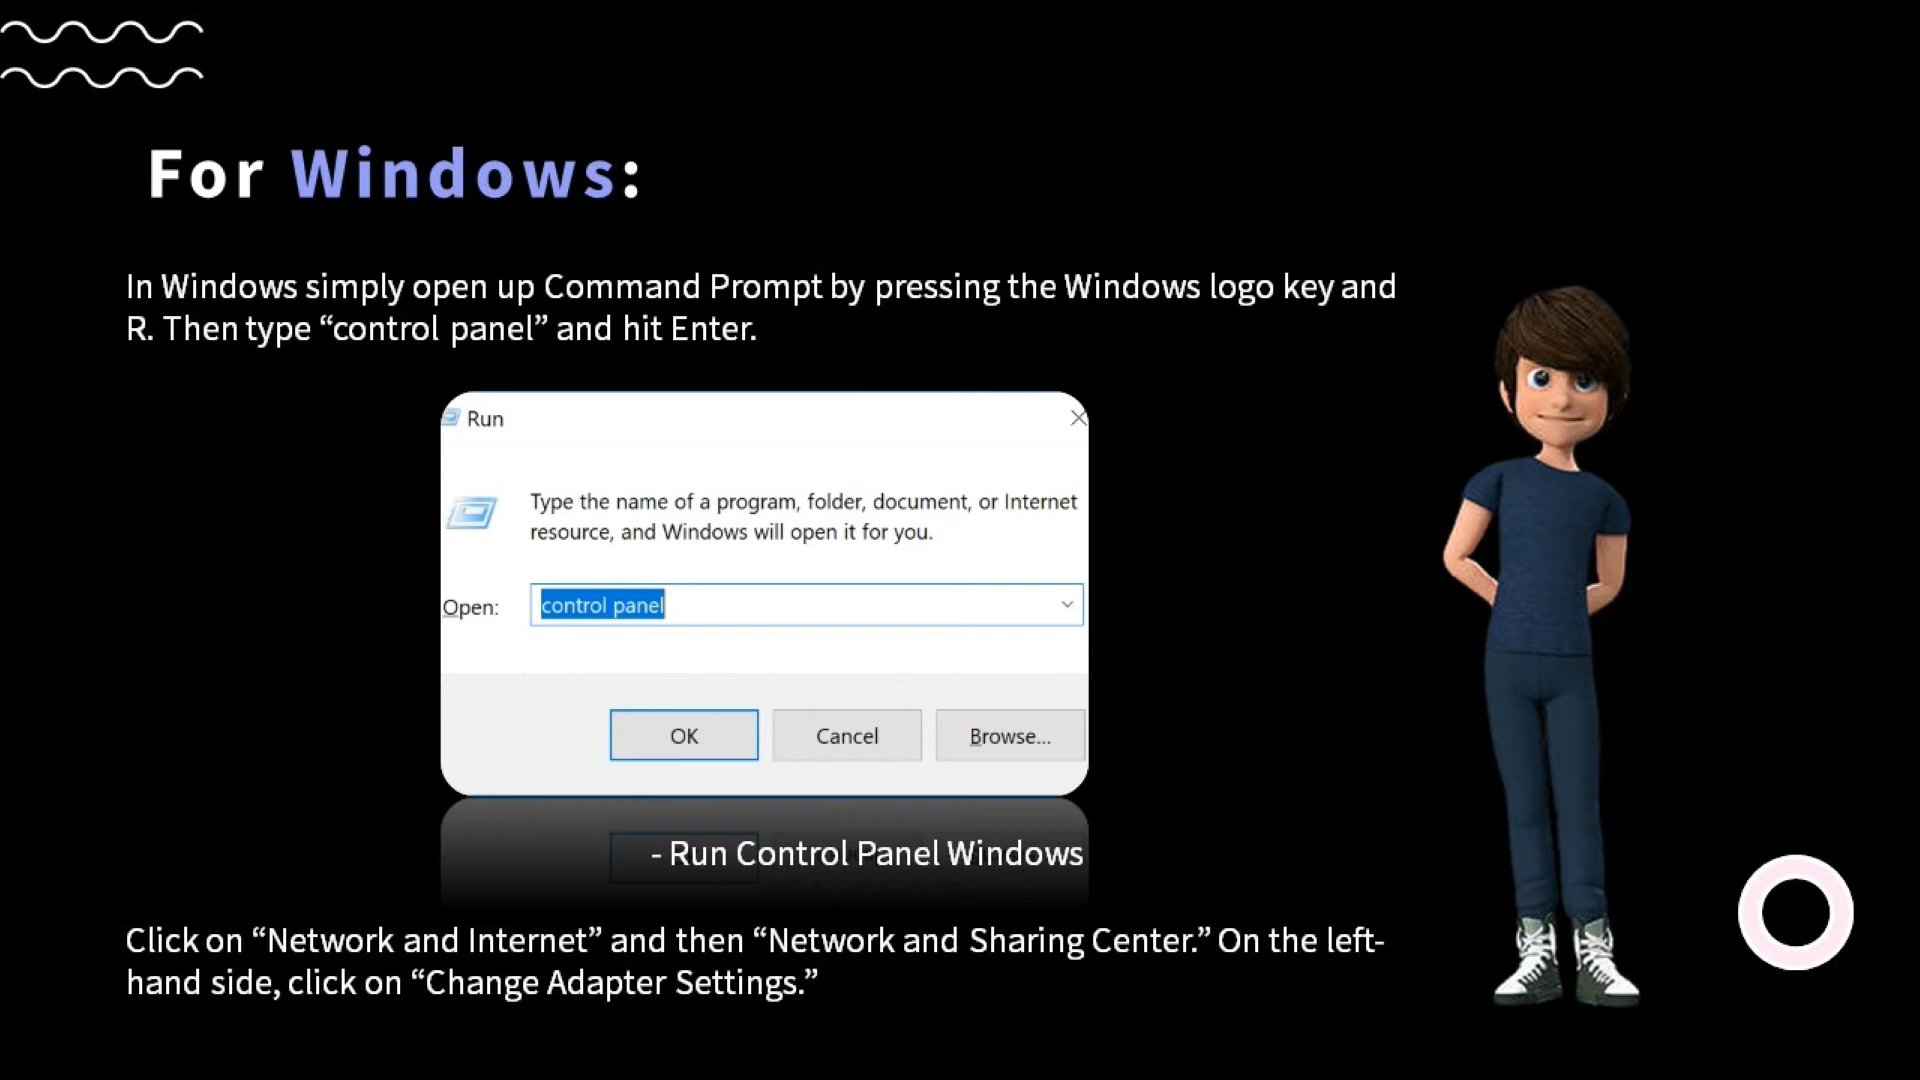 For Windows:
In Windows simply open up Command Prompt by pressing the Windows logo key and
R. Then type “control panel” and hit Enter.
Run
Type the name of a program, folder, document, or Internet
resource, and Windows will open it for you.
Open: control panel
OK Cancel Browse...
- Run Control Panel Windows
Click on “Network and Internet” and then “Network and Sharing Center.” On the left-
hand side, click on “Change Adapter Settings.”